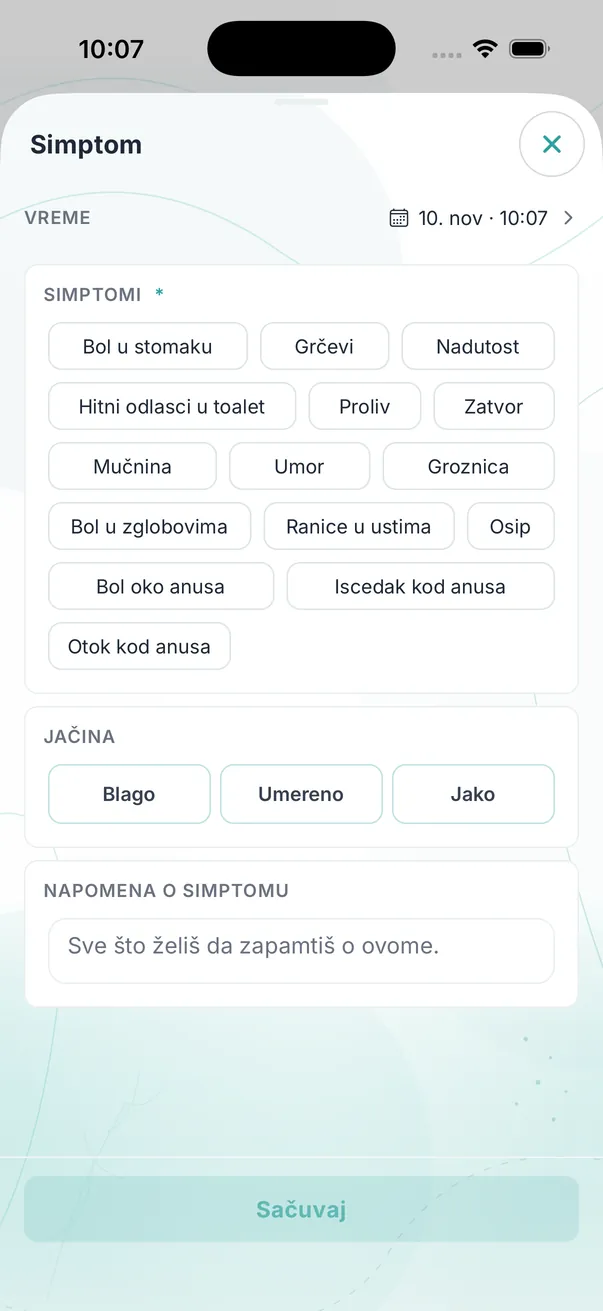 10:07
Simptom
VREME 10. nov · 10:07
SIMPTOMI *
Bol u stomaku Grčevi Nadutost
Hitni odlasci u toalet Proliv Zatvor
Mučnina Umor Groznica
Bol u zglobovima Ranice u ustima Osip
Bol oko anusa Iscedak kod anusa
Otok kod anusa
JAČINA
Blago Umereno Jako
NAPOMENA O SIMPTOMU
Sve što želiš da zapamtiš o ovome.
Sačuvaj